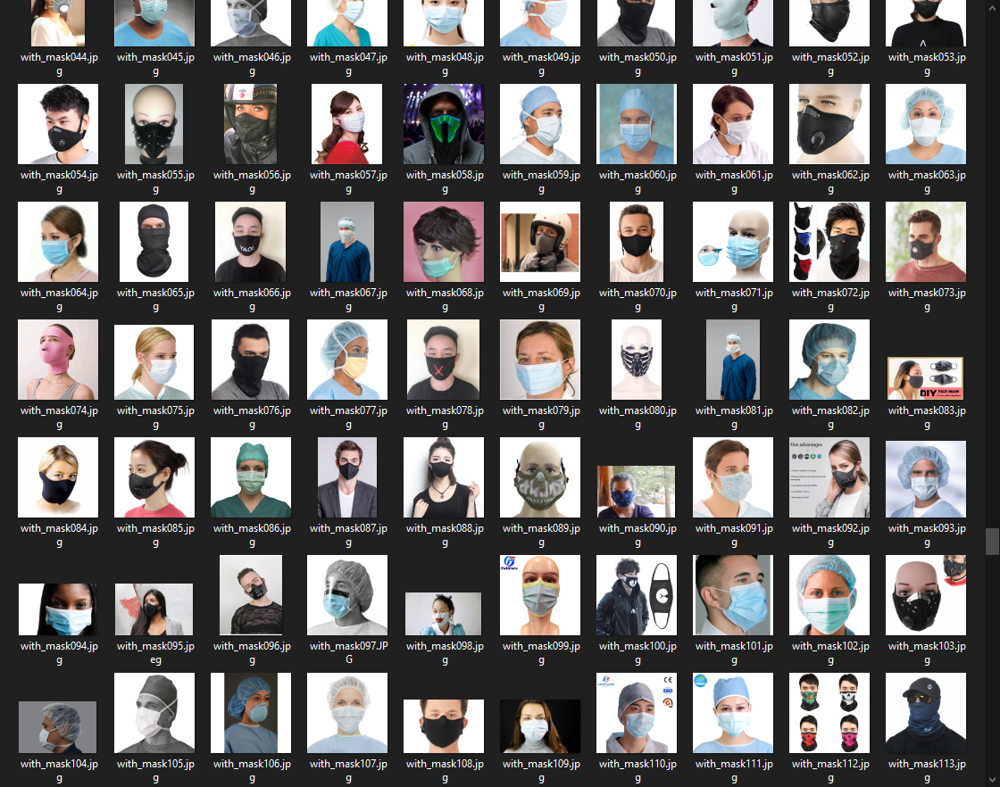 with_mask044.jp
g
with_mask045.jp
g
with_mask046.jp
g
with_mask047.jp
g
with_mask048.jp
g
with_mask049.jp
g
with_mask050.jp
g
with_mask051.jp
g
with_mask052.jp
g
with_mask053.jp
g
with_mask054.jp
g
with_mask055.jp
g
with_mask056.jp
g
with_mask057.jp
g
with_mask058.jp
g
with_mask059.jp
g
with_mask060.jp
g
with_mask061.jp
g
with_mask062.jp
g
with_mask063.jp
g
with_mask064.jp
g
with_mask065.jp
g
YAOI
with_mask066.jp
g
with_mask067.jp
g
with_mask068.jp
g
with_mask069.jp
g
with_mask070.jp
g
with_mask071.jp
g
with_mask072.jp
g
with_mask073.jp
g
with_mask074.jp
g
with_mask075.jp
g
with_mask076.jp
g
with_mask077.jp
g
X
with_mask078.jp
g
with_mask079.jp
g
with_mask080.jp
g
with_mask081.jp
g
with_mask082.jp
g
DIY FACE MASK
with_mask083.jp
g
with_mask084.jp
g
with_mask085.jp
g
with_mask086.jp
g
with_mask087.jp
g
with_mask088.jp
g
with_mask089.jp
g
with_mask090.jp
g
with_mask091.jp
g
Five advantages
with_mask092.jp
g
with_mask093.jp
g
with_mask094.jp
g
with_mask095.jp
eg
with_mask096.jp
g
with_mask097.JP
G
with_mask098.jp
g
with_mask099.jp
g
with_mask100.jp
g
with_mask101.jp
g
with_mask102.jp
g
with_mask103.jp
g
with_mask104.jp
g
with_mask105.jp
g
with_mask106.jp
g
with_mask107.jp
g
with_mask108.jp
g
with_mask109.jp
g
CE
ISO
with_mask110.jp
g
with_mask111.jp
g
with_mask112.jp
g
with_mask113.jp
g